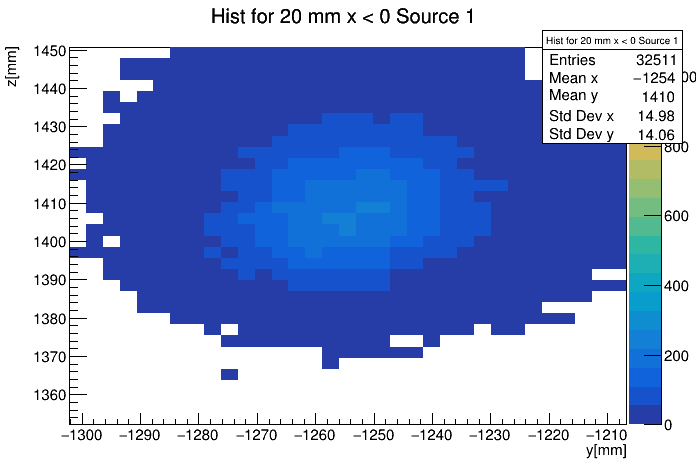 Hist for 20 mm x < 0 Source 1
z[mm]
1450
1440
1430
1420
1410
1400
1390
1380
1370
1360
−1300
−1290
−1280
−1270
−1260
−1250
−1240
−1230
−1220
−1210
y[mm]
Hist for 20 mm x < 0 Source 1
Entries 32511
Mean x −1254
Mean y 1410
Std Dev x 14.98
Std Dev y 14.06
800
600
400
200
0